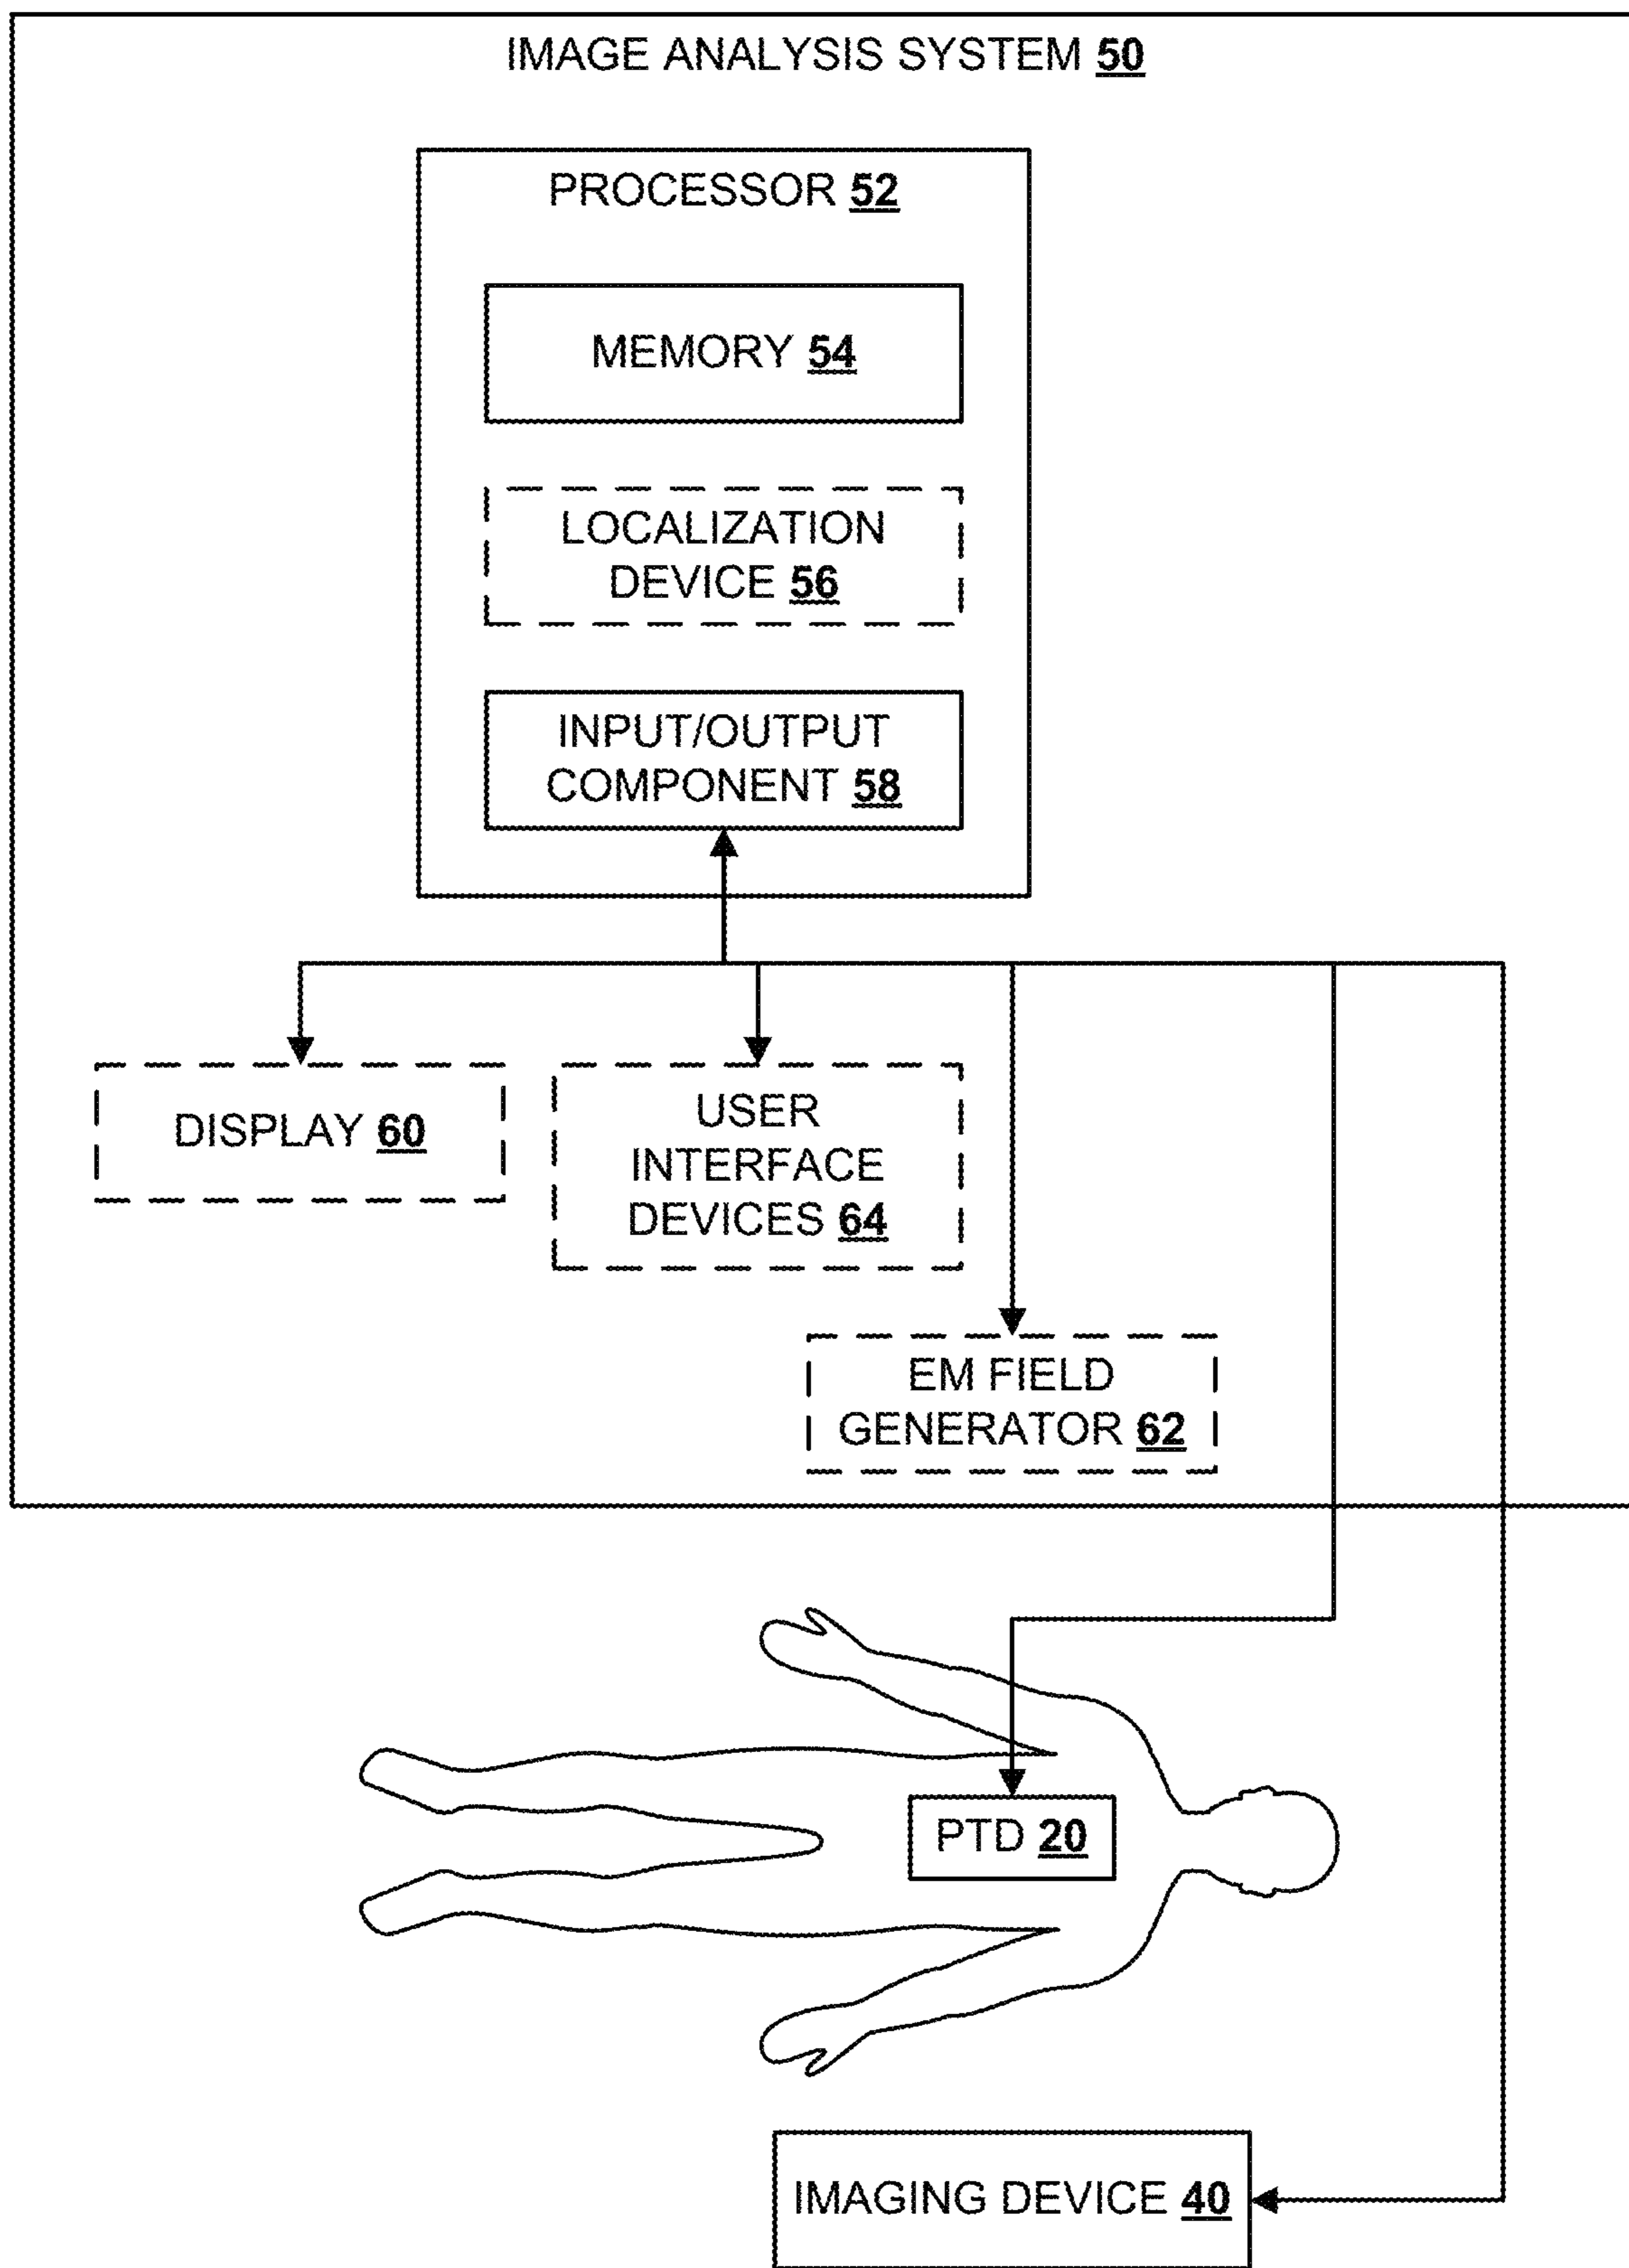 IMAGE ANALYSIS SYSTEM 50
PROCESSOR 52
MEMORY 54
LOCALIZATION
DEVICE 56
INPUT/OUTPUT
COMPONENT 58
DISPLAY 60
USER
INTERFACE
DEVICES 64
EM FIELD
GENERATOR 62
PTD 20
IMAGING DEVICE 40